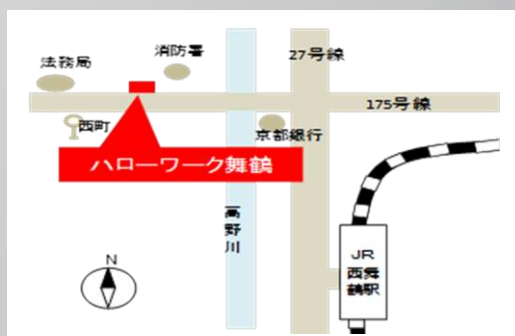 消防署
27号線
法務局
175号線
西町
京都銀行
ハローワーク舞鶴
高野川
N
JR
西舞
鶴駅